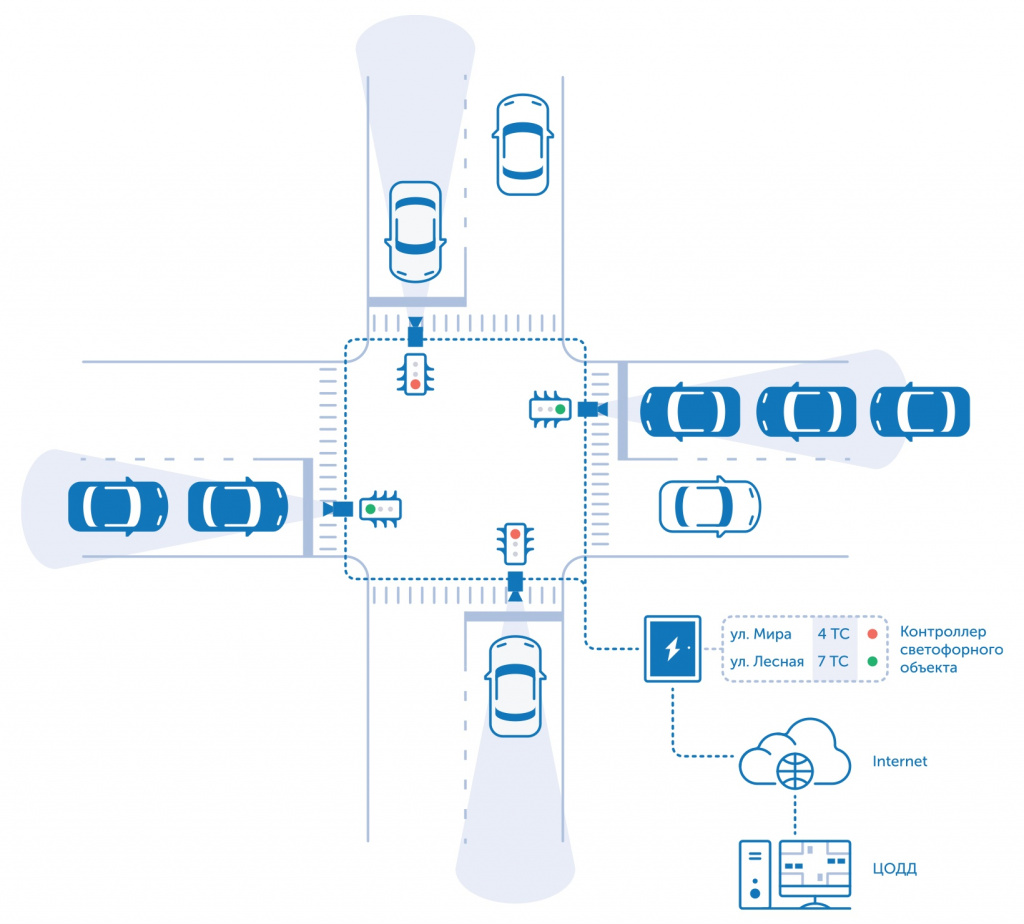 ул. Мира 4 ТС
ул. Лесная 7 ТС
Контроллер
светофорного
объекта
Internet
ЦОДД